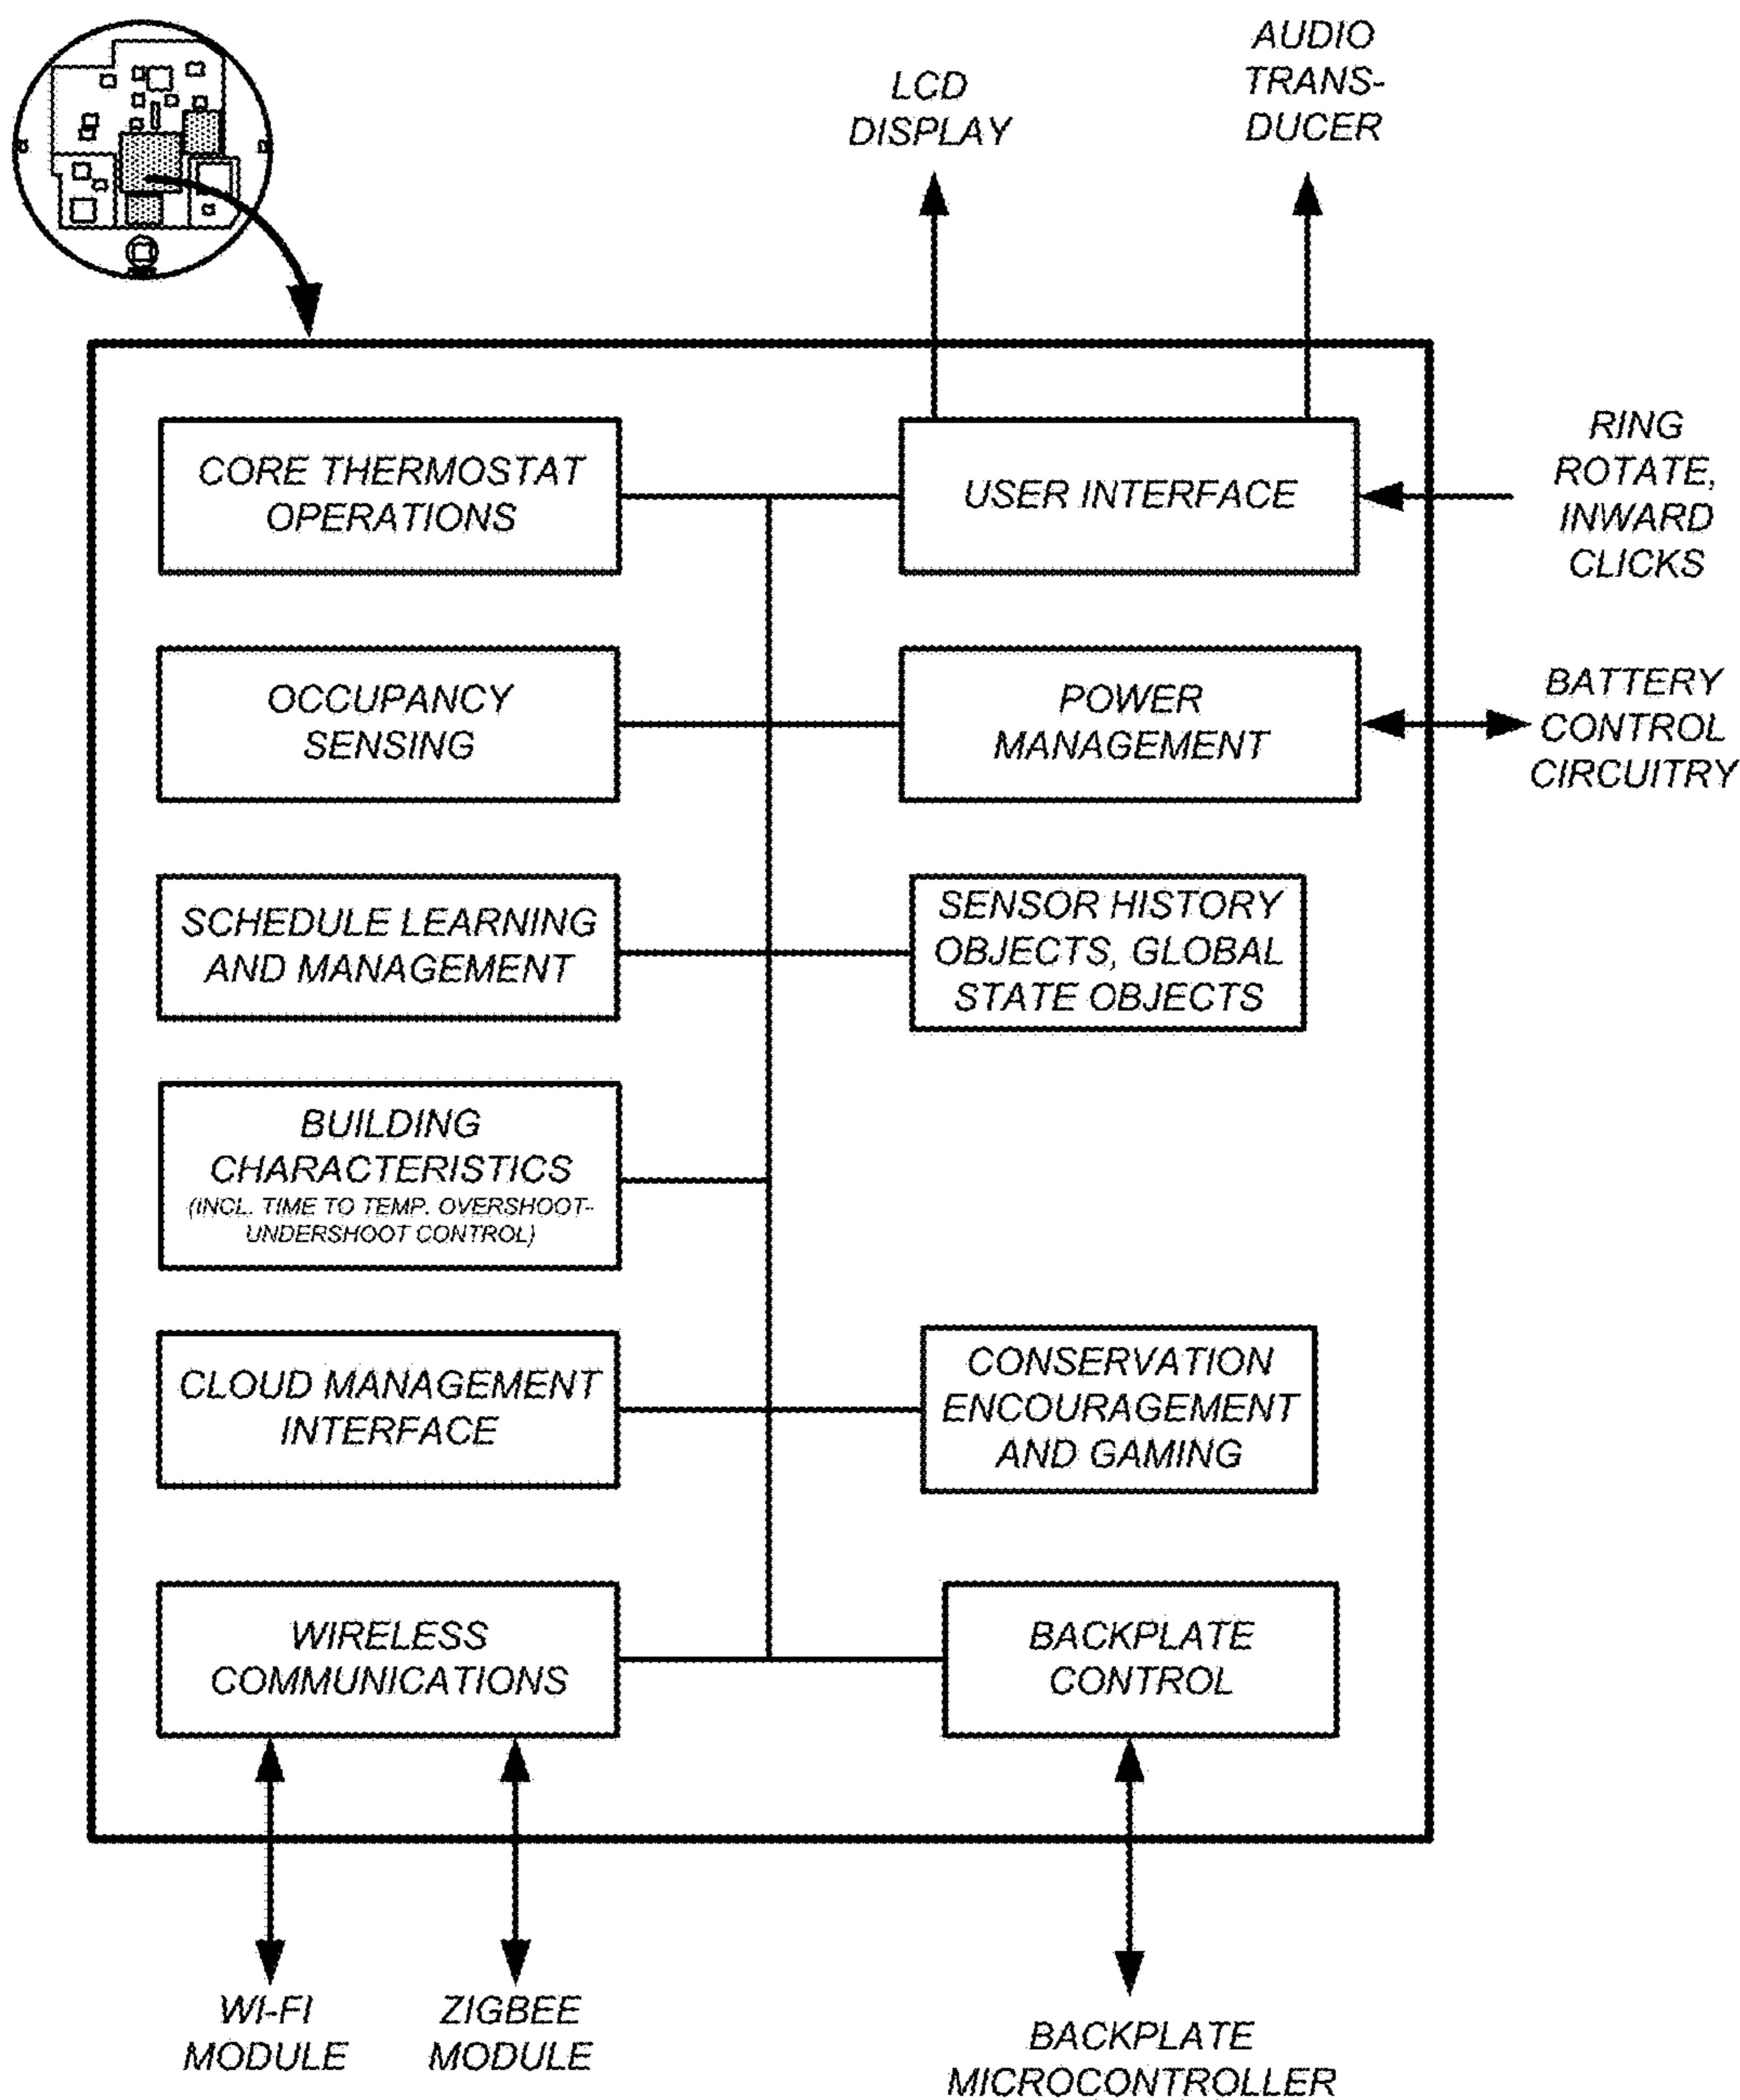 LCD
DISPLAY
AUDIO
TRANS-
DUCER
CORE THERMOSTAT
OPERATIONS
USER INTERFACE
RING
ROTATE,
INWARD
CLICKS
OCCUPANCY
SENSING
POWER
MANAGEMENT
BATTERY
CONTROL
CIRCUITRY
SCHEDULE LEARNING
AND MANAGEMENT
SENSOR HISTORY
OBJECTS, GLOBAL
STATE OBJECTS
BUILDING
CHARACTERISTICS
(INCL. TIME TO TEMP. OVERSHOOT-
UNDERSHOOT CONTROL)
CLOUD MANAGEMENT
INTERFACE
CONSERVATION
ENCOURAGEMENT
AND GAMING
WIRELESS
COMMUNICATIONS
BACKPLATE
CONTROL
WI-FI
MODULE
ZIGBEE
MODULE
BACKPLATE
MICROCONTROLLER